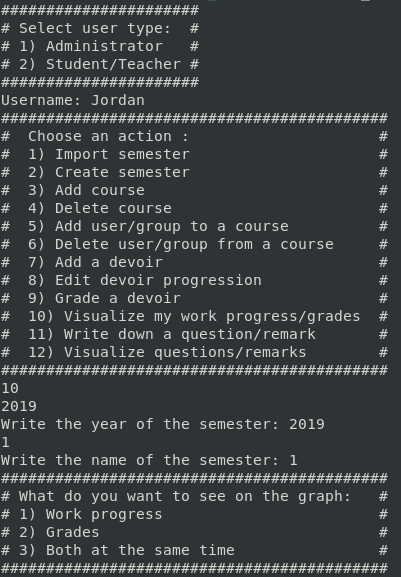 ######################
# Select user type:  #
# 1) Administrator   #
# 2) Student/Teacher #
######################
Username: Jordan
###########################################
#  Choose an action :                     #
#  1) Import semester                     #
#  2) Create semester                     #
#  3) Add course                          #
#  4) Delete course                       #
#  5) Add user/group to a course          #
#  6) Delete user/group from a course     #
#  7) Add a devoir                        #
#  8) Edit devoir progression             #
#  9) Grade a devoir                      #
#  10) Visualize my work progress/grades  #
#  11) Write down a question/remark       #
#  12) Visualize questions/remarks        #
###########################################
10
2019
Write the year of the semester: 2019
1
Write the name of the semester: 1
###########################################
# What do you want to see on the graph:   #
# 1) Work progress                        #
# 2) Grades                               #
# 3) Both at the same time                #
###########################################